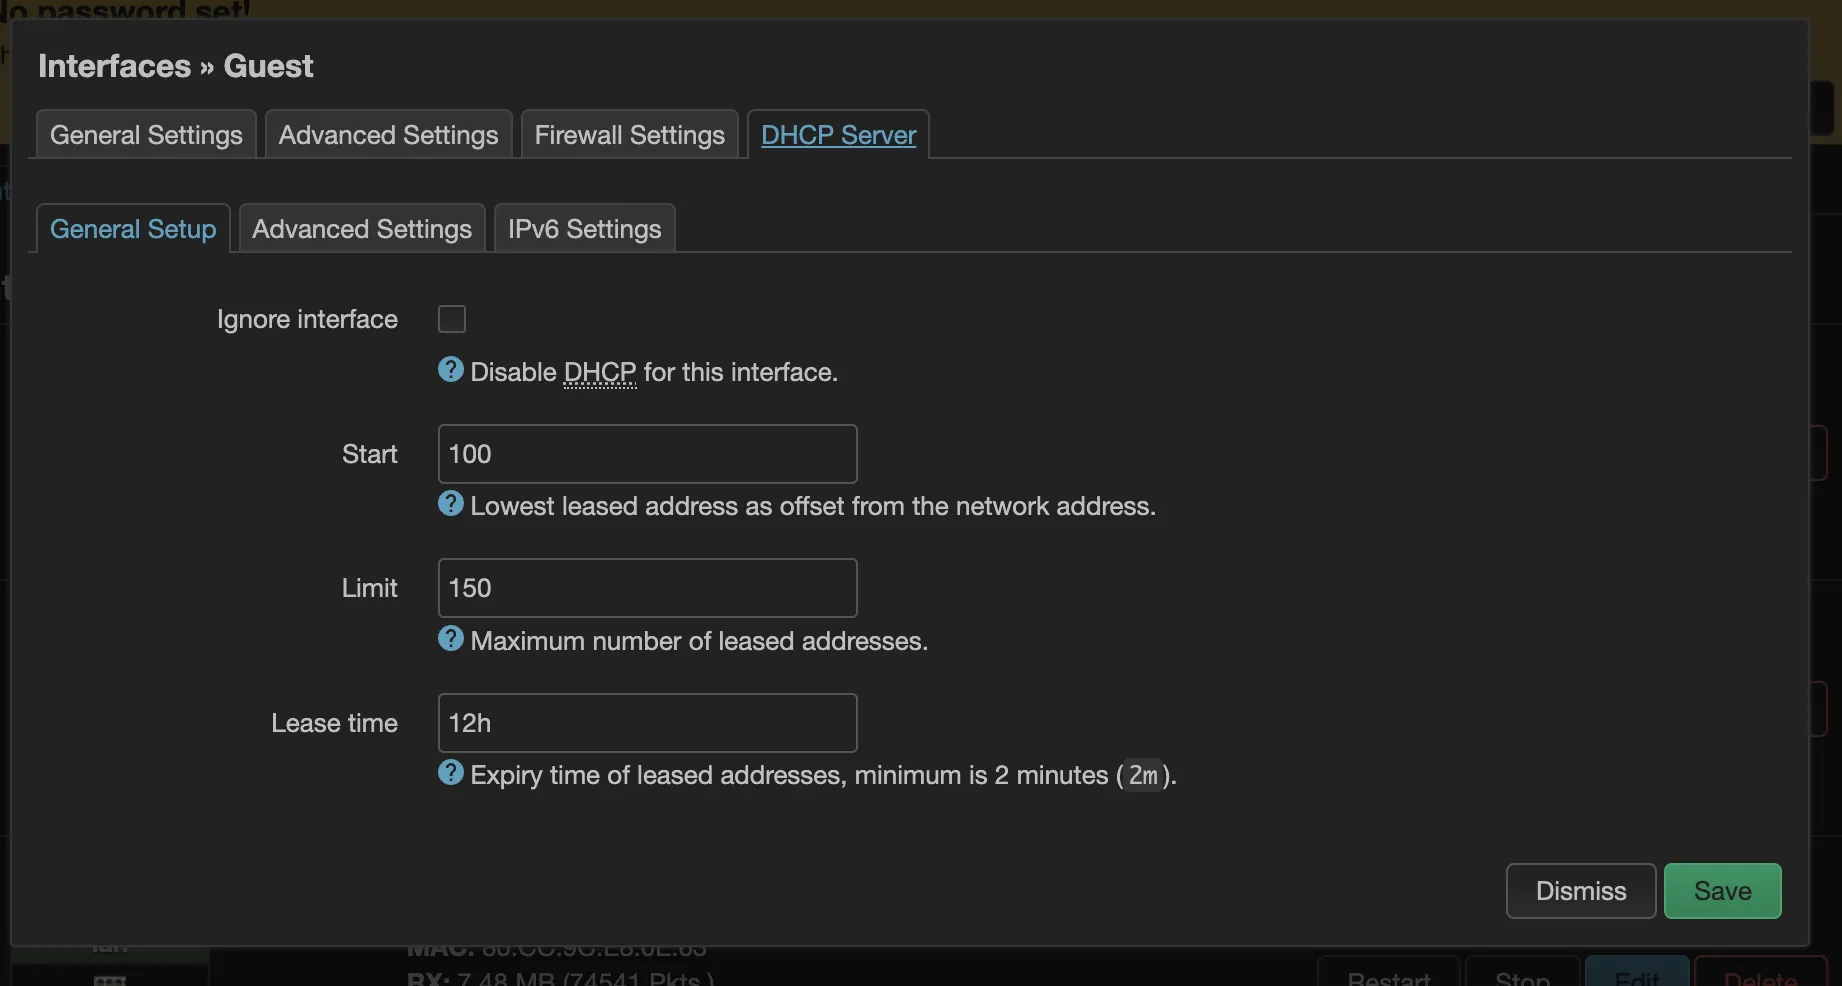 No password set!
Interfaces » Guest
General Settings
Advanced Settings
Firewall Settings
DHCP Server
General Setup
Advanced Settings
IPv6 Settings
Ignore interface
Disable DHCP for this interface.
Start
100
Lowest leased address as offset from the network address.
Limit
150
Maximum number of leased addresses.
Lease time
12h
Expiry time of leased addresses, minimum is 2 minutes (2m).
Dismiss
Save
lan
MAC:
RX: 7.48 MB (74541 Pkts.)
Restart
Stop
Edit
Delete